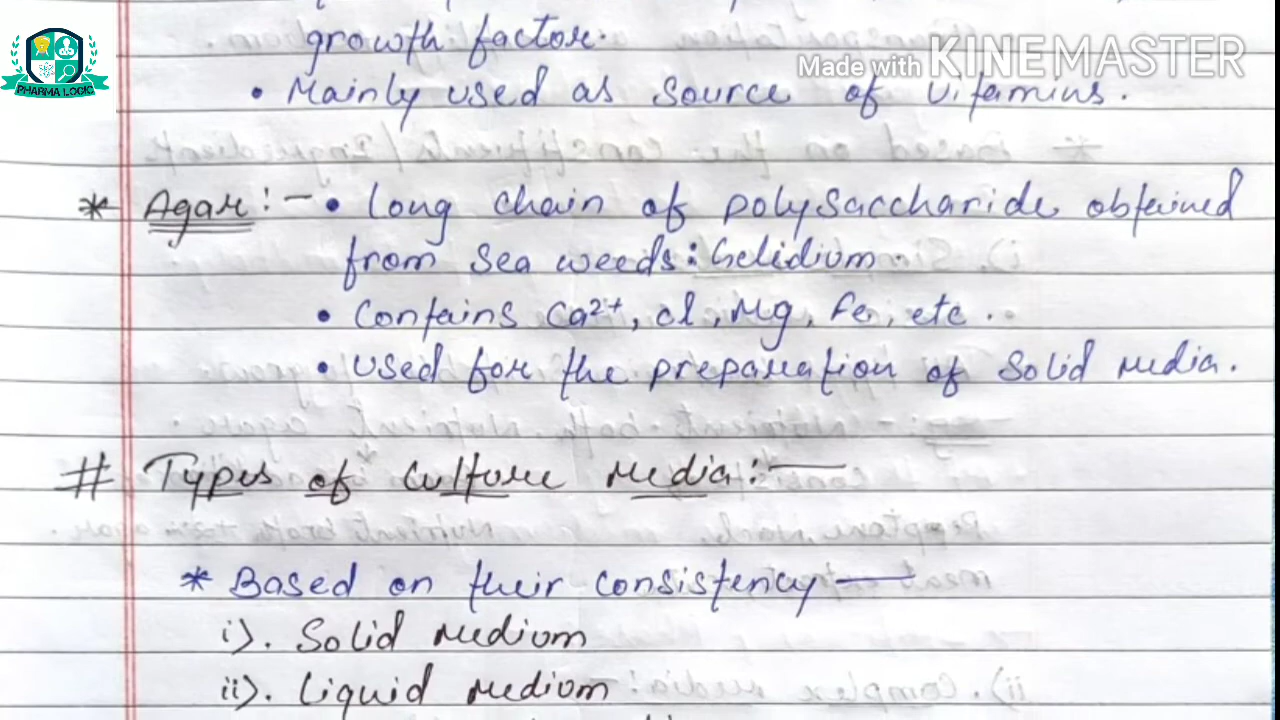 growth factor.
• Mainly used as source of vitamins.
* Agar:- • Long chain of polysaccharide obtained
from sea weeds: Gelidium.
• Contains Ca²⁺, cl, Mg, Fe, etc.
• Used for the preparation of Solid media.
# Types of Culture Media:—
* Based on their consistency —
i). Solid medium
ii). Liquid medium
PHARMA LOGIC
Made with KINEMASTER